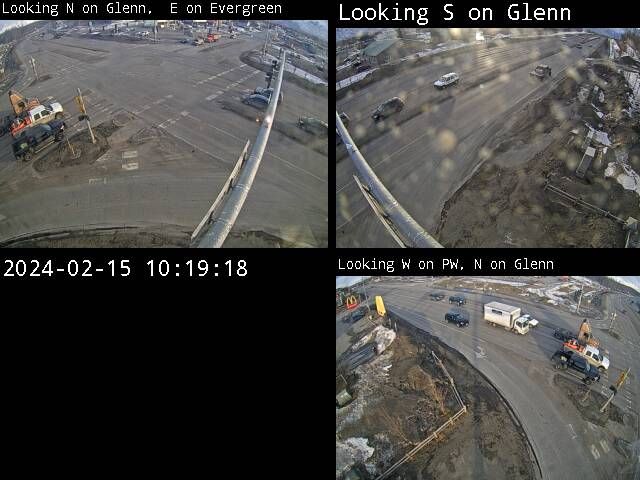 Looking N on Glenn,  E on Evergreen
Looking S on Glenn
2024-02-15 10:19:18
Looking W on PW, N on Glenn